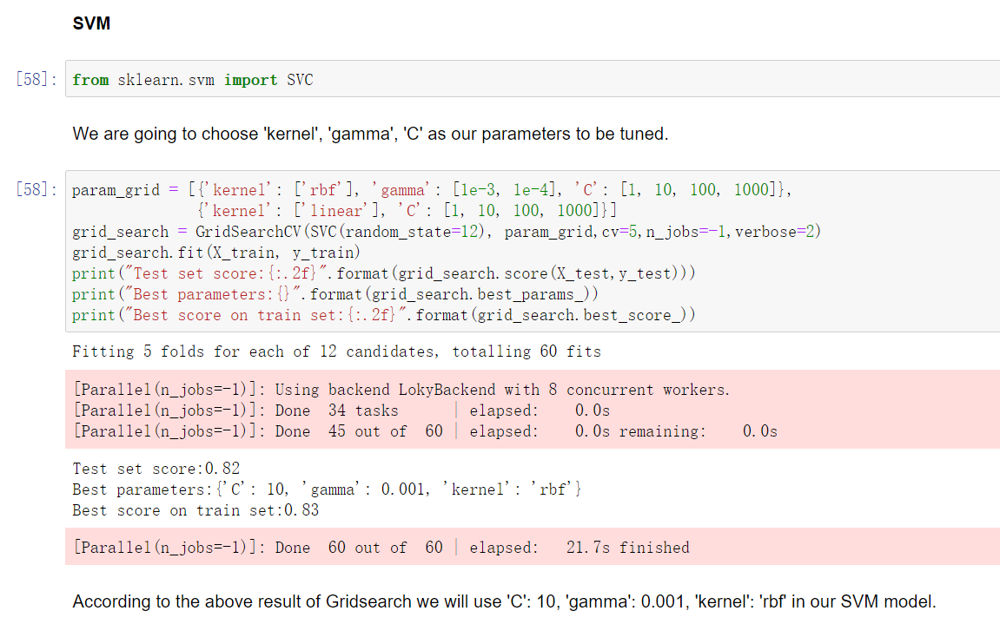 SVM
[58]: from sklearn.svm import SVC
We are going to choose 'kernel', 'gamma', 'C' as our parameters to be tuned.
[58]: param_grid = [{'kernel': ['rbf'], 'gamma': [1e-3, 1e-4], 'C': [1, 10, 100, 1000]},
{'kernel': ['linear'], 'C': [1, 10, 100, 1000]}]
grid_search = GridSearchCV(SVC(random_state=12), param_grid,cv=5,n_jobs=-1,verbose=2)
grid_search.fit(X_train, y_train)
print("Test set score:{:.2f}".format(grid_search.score(X_test,y_test)))
print("Best parameters:{}".format(grid_search.best_params_))
print("Best score on train set:{:.2f}".format(grid_search.best_score_))
Fitting 5 folds for each of 12 candidates, totalling 60 fits
[Parallel(n_jobs=-1)]: Using backend LokyBackend with 8 concurrent workers.
[Parallel(n_jobs=-1)]: Done  34 tasks      | elapsed:    0.0s
[Parallel(n_jobs=-1)]: Done  45 out of  60 | elapsed:    0.0s remaining:    0.0s
Test set score:0.82
Best parameters:{'C': 10, 'gamma': 0.001, 'kernel': 'rbf'}
Best score on train set:0.83
[Parallel(n_jobs=-1)]: Done  60 out of  60 | elapsed:   21.7s finished
According to the above result of Gridsearch we will use 'C': 10, 'gamma': 0.001, 'kernel': 'rbf' in our SVM model.